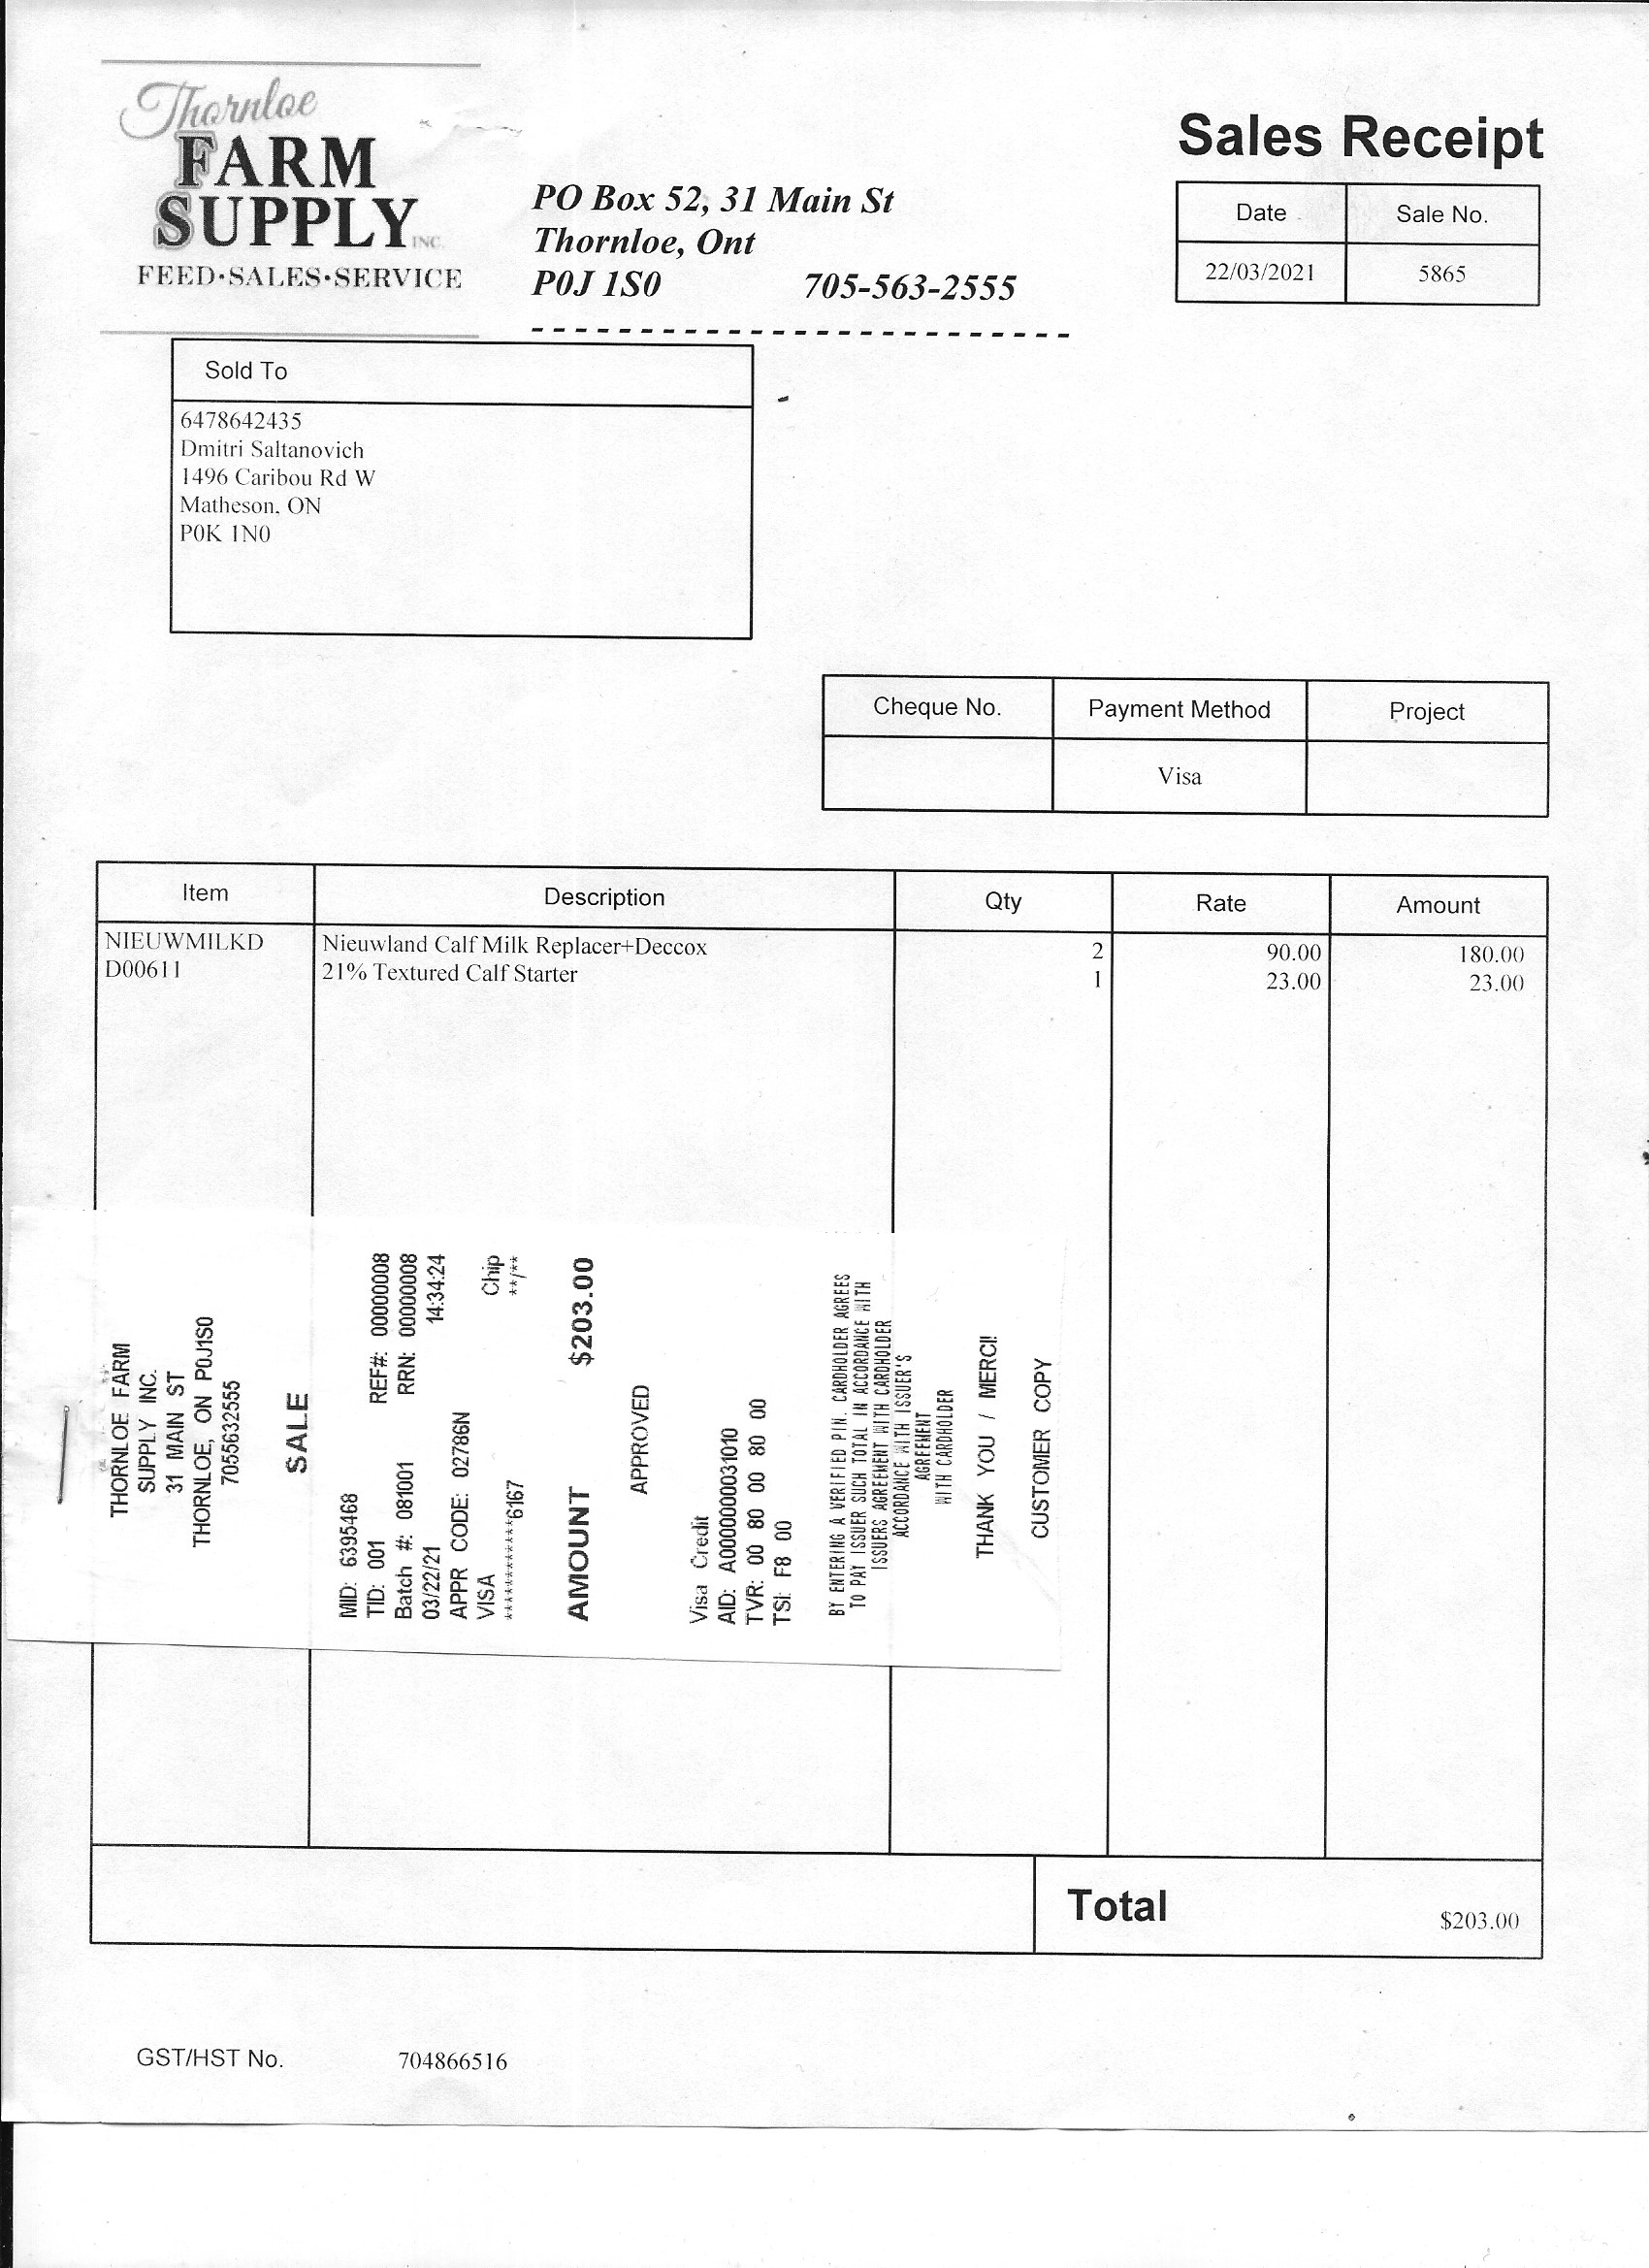 Thornloe
FARM
SUPPLY INC.
FEED•SALES•SERVICE
PO Box 52, 31 Main St
Thornloe, Ont
P0J 1S0 705-563-2555
Sales Receipt
Date Sale No.
22/03/2021 5865
Sold To
6478642435
Dmitri Saltanovich
1496 Caribou Rd W
Matheson, ON
P0K 1N0
Cheque No. Payment Method Project
Visa
Item Description Qty Rate Amount
NIEUWMILKD Nieuwland Calf Milk Replacer+Deccox 2 90.00 180.00
D00611 21% Textured Calf Starter 1 23.00 23.00
THORNLOE FARM
SUPPLY INC.
31 MAIN ST
THORNLOE, ON P0J1S0
7055632555
SALE
MID: 6395468
TID: 001 REF#: 00000008
Batch #: 081001 RRN: 00000008
03/22/21 14:34:24
APPR CODE: 02786N
VISA Chip
************6167 **/**
AMOUNT $203.00
APPROVED
Visa Credit
AID: A0000000031010
TVR: 00 80 00 80 00
TSI: F8 00
BY ENTERING A VERIFIED PIN, CARDHOLDER AGREES
TO PAY ISSUER SUCH TOTAL IN ACCORDANCE WITH
ISSUERS AGREEMENT WITH CARDHOLDER
ACCORDANCE WITH ISSUER'S
AGREEMENT
WITH CARDHOLDER
THANK YOU / MERCI!
CUSTOMER COPY
Total $203.00
GST/HST No. 704866516